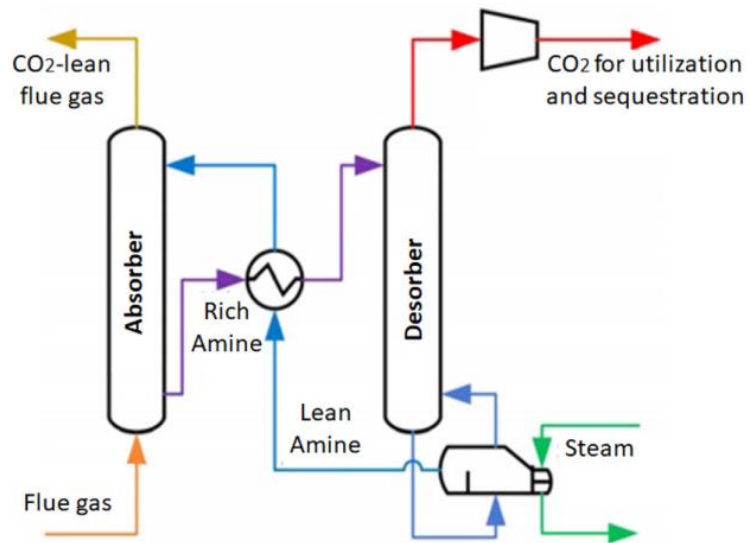 CO2-lean
flue gas
CO2 for utilization
and sequestration
Absorber
Desorber
Rich
Amine
Lean
Amine
Steam
Flue gas